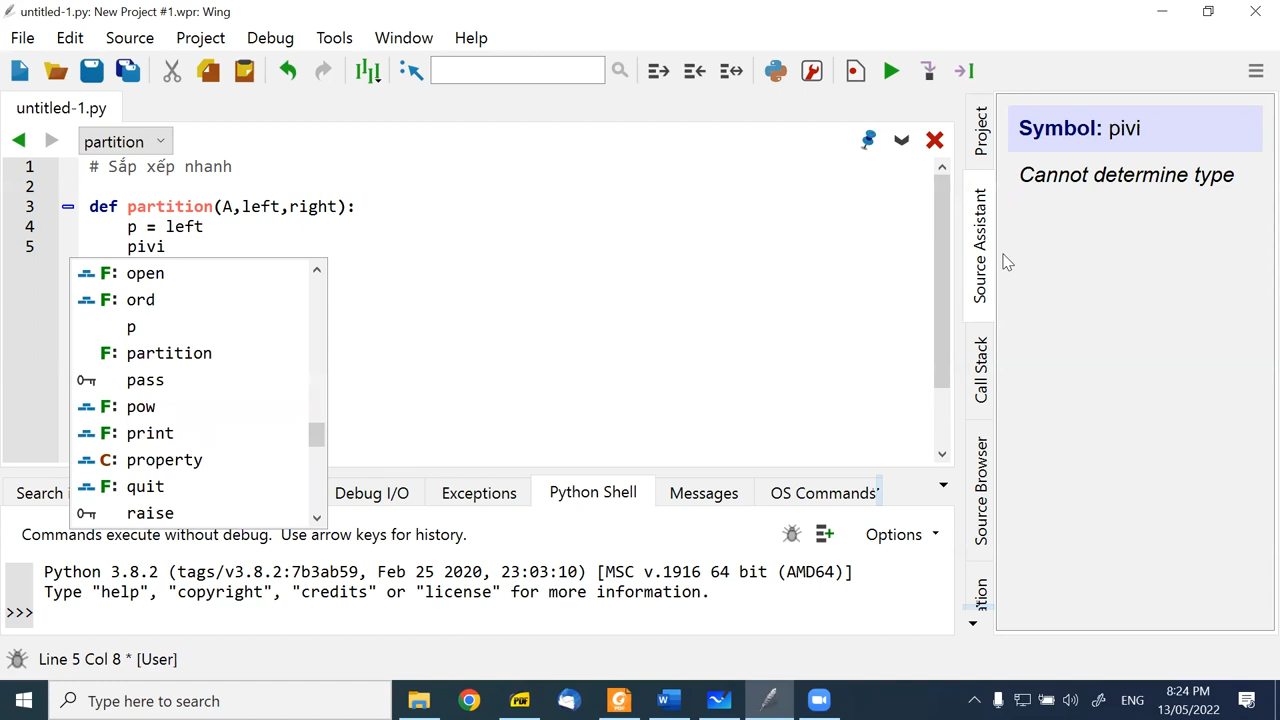 untitled-1.py: New Project #1.wpr: Wing
File Edit Source Project Debug Tools Window Help
untitled-1.py
partition
1 # Sắp xếp nhanh
2
3 def partition(A,left,right):
4 p = left
5 pivi
F: open
F: ord
p
F: partition
pass
F: pow
F: print
C: property
F: quit
raise
Project
Source Assistant
Call Stack
Source Browser
Symbol: pivi
Cannot determine type
Search Debug I/O Exceptions Python Shell Messages OS Commands
Commands execute without debug. Use arrow keys for history.
Options
Python 3.8.2 (tags/v3.8.2:7b3ab59, Feb 25 2020, 23:03:10) [MSC v.1916 64 bit (AMD64)]
Type "help", "copyright", "credits" or "license" for more information.
>>>
Line 5 Col 8 * [User]
Type here to search
PDF
ENG
8:24 PM
13/05/2022